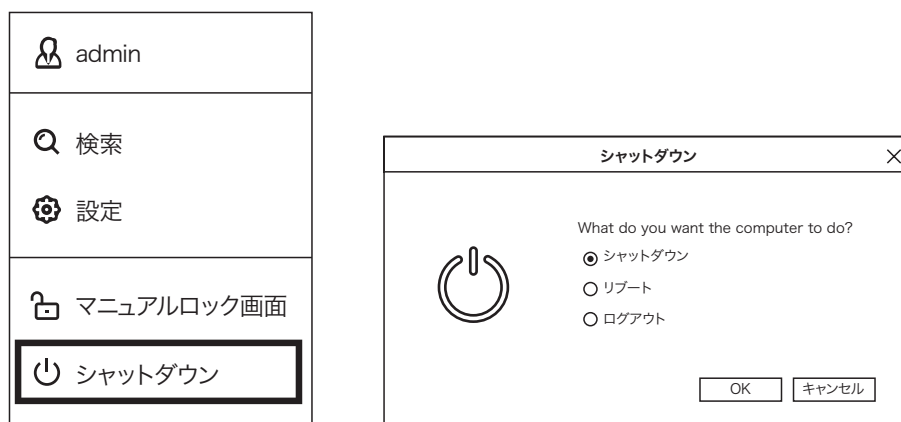 admin
検索
設定
マニュアルロック画面
シャットダウン
シャットダウン
What do you want the computer to do?
シャットダウン
リブート
ログアウト
OK
キャンセル